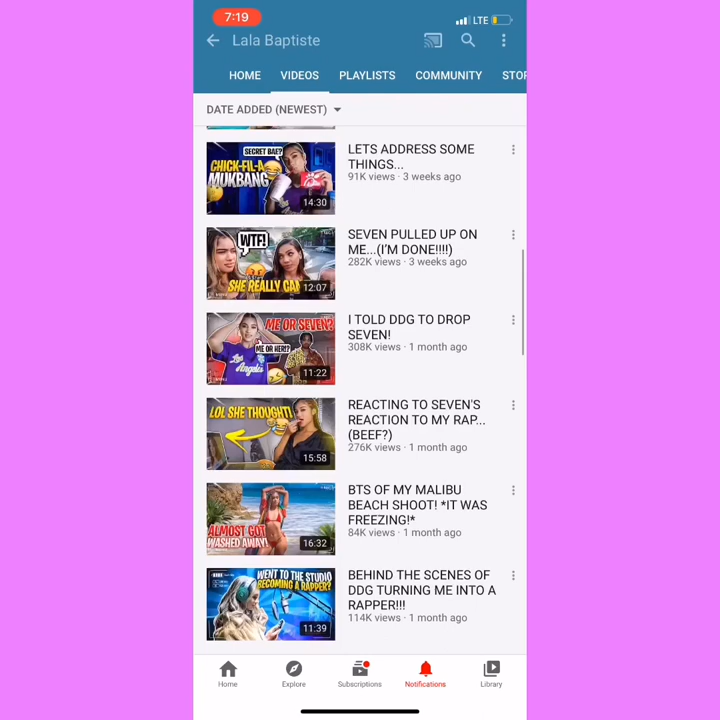 7:19
LTE
Lala Baptiste
HOME VIDEOS PLAYLISTS COMMUNITY STOR
DATE ADDED (NEWEST)
SECRET BAE?
CHICK-FIL-A
MUKBANG
14:30
LETS ADDRESS SOME
THINGS...
91K views · 3 weeks ago
WTF!
SHE REALLY
12:07
SEVEN PULLED UP ON
ME...(I'M DONE!!!!)
282K views · 3 weeks ago
ME OR SEVEN?
ME OR HER!?
Los
Angeles
11:22
I TOLD DDG TO DROP
SEVEN!
308K views · 1 month ago
LOL SHE THOUGHT!
15:58
REACTING TO SEVEN'S
REACTION TO MY RAP...
(BEEF?)
276K views · 1 month ago
ALMOST GOT
WASHED AWAY!
16:32
BTS OF MY MALIBU
BEACH SHOOT! *IT WAS
FREEZING!*
84K views · 1 month ago
WENT TO THE STUDIO
BECOMING A RAPPER?
11:39
BEHIND THE SCENES OF
DDG TURNING ME INTO A
RAPPER!!!
114K views · 1 month ago
Home Explore Subscriptions Notifications Library